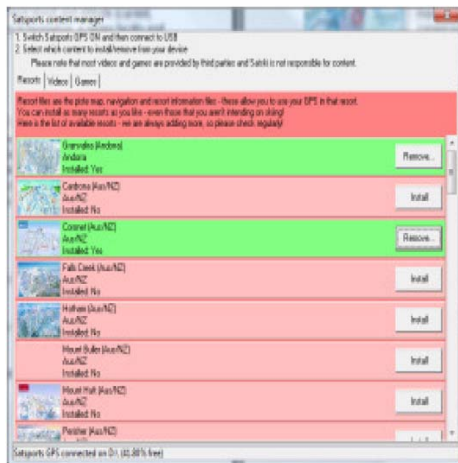 Satsports content manager
1. Switch Satsports GPS ON and then connect to USB
2. Select which content to install/remove from your device
Please note that most videos and games are provided by third parties and Satski is not responsible for content.
Resorts Videos Games
Resort files are the piste map, navigation and resort information files - these allow you to use your GPS in that resort.
You can install as many resorts as you like - even those that you aren't intending on skiing!
Here is the list of available resorts - we are always adding more, so please check regularly!
Grandvalira (Andorra)
Andorra
Installed: Yes
Remove...
Cardrona (Aus/NZ)
Aus/NZ
Installed: No
Install
Coronet (Aus/NZ)
Aus/NZ
Installed: Yes
Remove...
Falls Creek (Aus/NZ)
Aus/NZ
Installed: No
Install
Hotham (Aus/NZ)
Aus/NZ
Installed: No
Install
Mount Buller (Aus/NZ)
Aus/NZ
Installed: No
Install
Mount Hutt (Aus/NZ)
Aus/NZ
Installed: No
Install
Perisher (Aus/NZ)
Satsports GPS connected on D:\